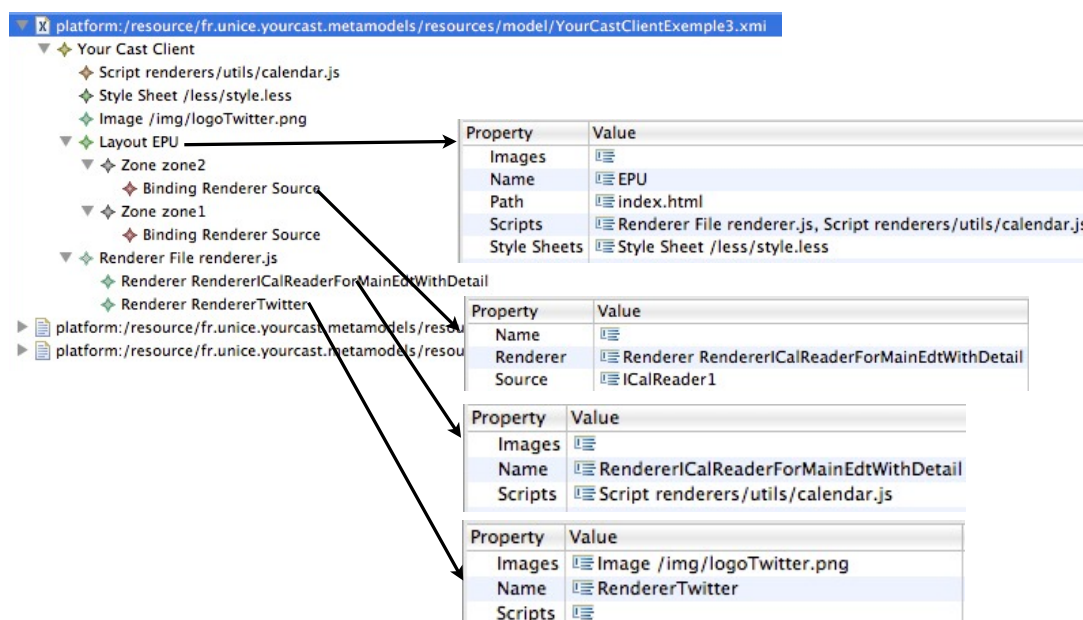 platform:/resource/fr.unice.yourcast.metamodels/resources/model/YourCastClientExemple3.xmi
Your Cast Client
Script renderers/utils/calendar.js
Style Sheet /less/style.less
Image /img/logoTwitter.png
Layout EPU
Zone zone2
Binding Renderer Source
Zone zone1
Binding Renderer Source
Renderer File renderer.js
Renderer RendererICalReaderForMainEdtWithDetail
Renderer RendererTwitter
platform:/resource/fr.unice.yourcast.metamodels/resou
platform:/resource/fr.unice.yourcast.metamodels/resou
Property Value
Images
Name EPU
Path index.html
Scripts Renderer File renderer.js, Script renderers/utils/calendar.js
Style Sheets Style Sheet /less/style.less
Property Value
Name
Renderer Renderer RendererICalReaderForMainEdtWithDetail
Source ICalReader1
Property Value
Images
Name RendererICalReaderForMainEdtWithDetail
Scripts Script renderers/utils/calendar.js
Property Value
Images Image /img/logoTwitter.png
Name RendererTwitter
Scripts